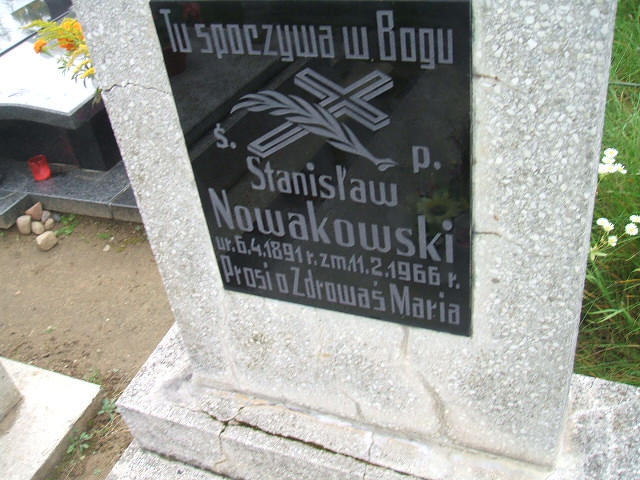 Tu spoczywa w Bogu
ś. p.
Stanisław
Nowakowski
ur. 6.4.1891 r. zm. 11.2.1966 r.
Prosi o Zdrowaś Maria